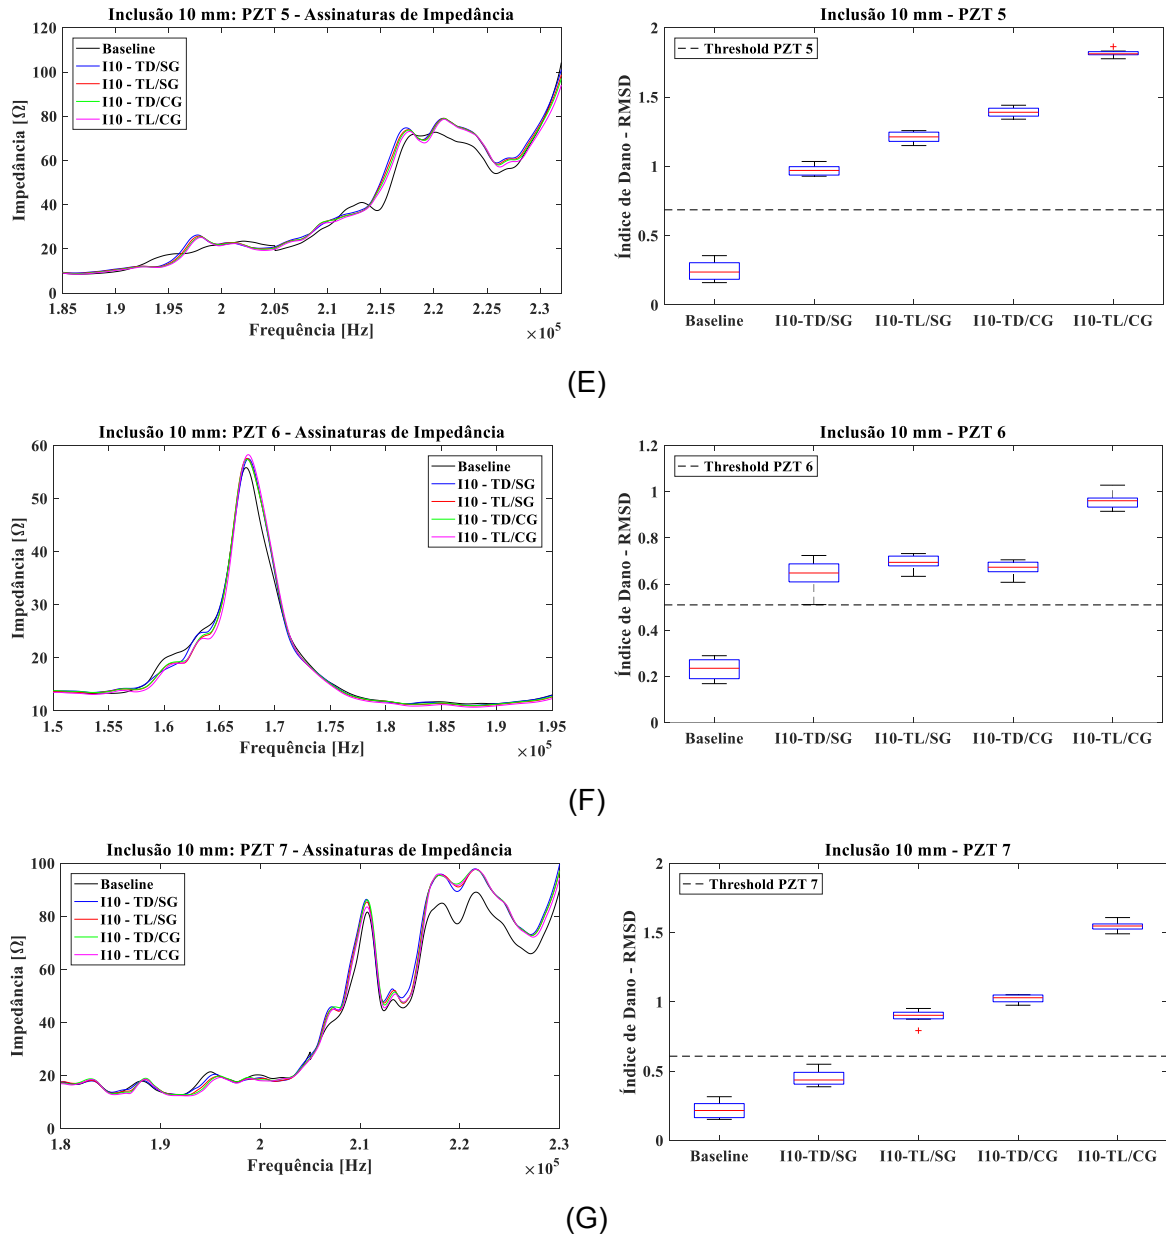 Inclusão 10 mm: PZT 5 - Assinaturas de Impedância
Impedância [Ω]
120
100
80
60
40
20
0
Baseline
I10 - TD/SG
I10 - TL/SG
I10 - TD/CG
I10 - TL/CG
1.85 1.9 1.95 2 2.05 2.1 2.15 2.2 2.25 2.3
Frequência [Hz]
×10^5
Inclusão 10 mm - PZT 5
Índice de Dano - RMSD
2
1.5
1
0.5
0
Threshold PZT 5
Baseline I10-TD/SG I10-TL/SG I10-TD/CG I10-TL/CG
(E)
Inclusão 10 mm: PZT 6 - Assinaturas de Impedância
Impedância [Ω]
60
50
40
30
20
10
Baseline
I10 - TD/SG
I10 - TL/SG
I10 - TD/CG
I10 - TL/CG
1.5 1.55 1.6 1.65 1.7 1.75 1.8 1.85 1.9 1.95
Frequência [Hz]
×10^5
Inclusão 10 mm - PZT 6
Índice de Dano - RMSD
1.2
1
0.8
0.6
0.4
0.2
0
Threshold PZT 6
Baseline I10-TD/SG I10-TL/SG I10-TD/CG I10-TL/CG
(F)
Inclusão 10 mm: PZT 7 - Assinaturas de Impedância
Impedância [Ω]
100
80
60
40
20
0
Baseline
I10 - TD/SG
I10 - TL/SG
I10 - TD/CG
I10 - TL/CG
1.8 1.9 2 2.1 2.2 2.3
Frequência [Hz]
×10^5
Inclusão 10 mm - PZT 7
Índice de Dano - RMSD
2
1.5
1
0.5
0
Threshold PZT 7
Baseline I10-TD/SG I10-TL/SG I10-TD/CG I10-TL/CG
(G)